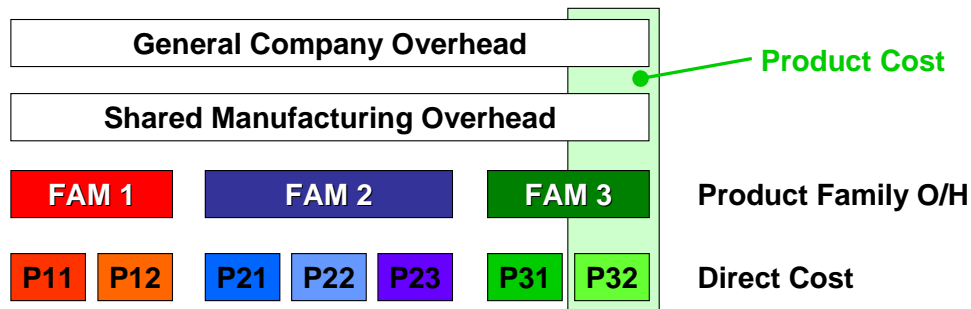 General Company Overhead
Product Cost
Shared Manufacturing Overhead
FAM 1 FAM 2 FAM 3 Product Family O/H
P11 P12 P21 P22 P23 P31 P32 Direct Cost